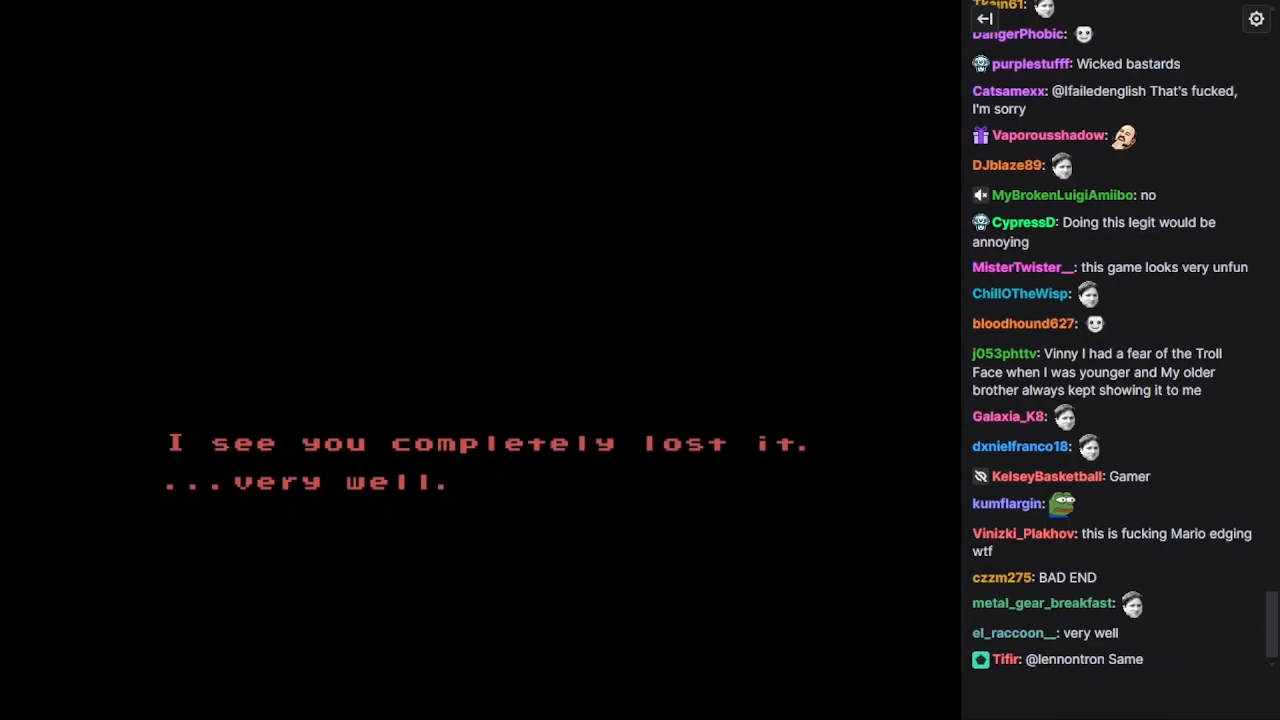 I see you completely lost it.
...very well.
Tkain61:
DangerPhobic:
purplestufff: Wicked bastards
Catsamexx: @Ifailedenglish That's fucked,
I'm sorry
Vaporousshadow:
DJblaze89:
MyBrokenLuigiAmiibo: no
CypressD: Doing this legit would be
annoying
MisterTwister__: this game looks very unfun
ChillOTheWisp:
bloodhound627:
j053phttv: Vinny I had a fear of the Troll
Face when I was younger and My older
brother always kept showing it to me
Galaxia_K8:
dxnielfranco18:
KelseyBasketball: Gamer
kumflargin:
Vinizki_Plakhov: this is fucking Mario edging
wtf
czzm275: BAD END
metal_gear_breakfast:
el_raccoon__: very well
Tifir: @lennontron Same